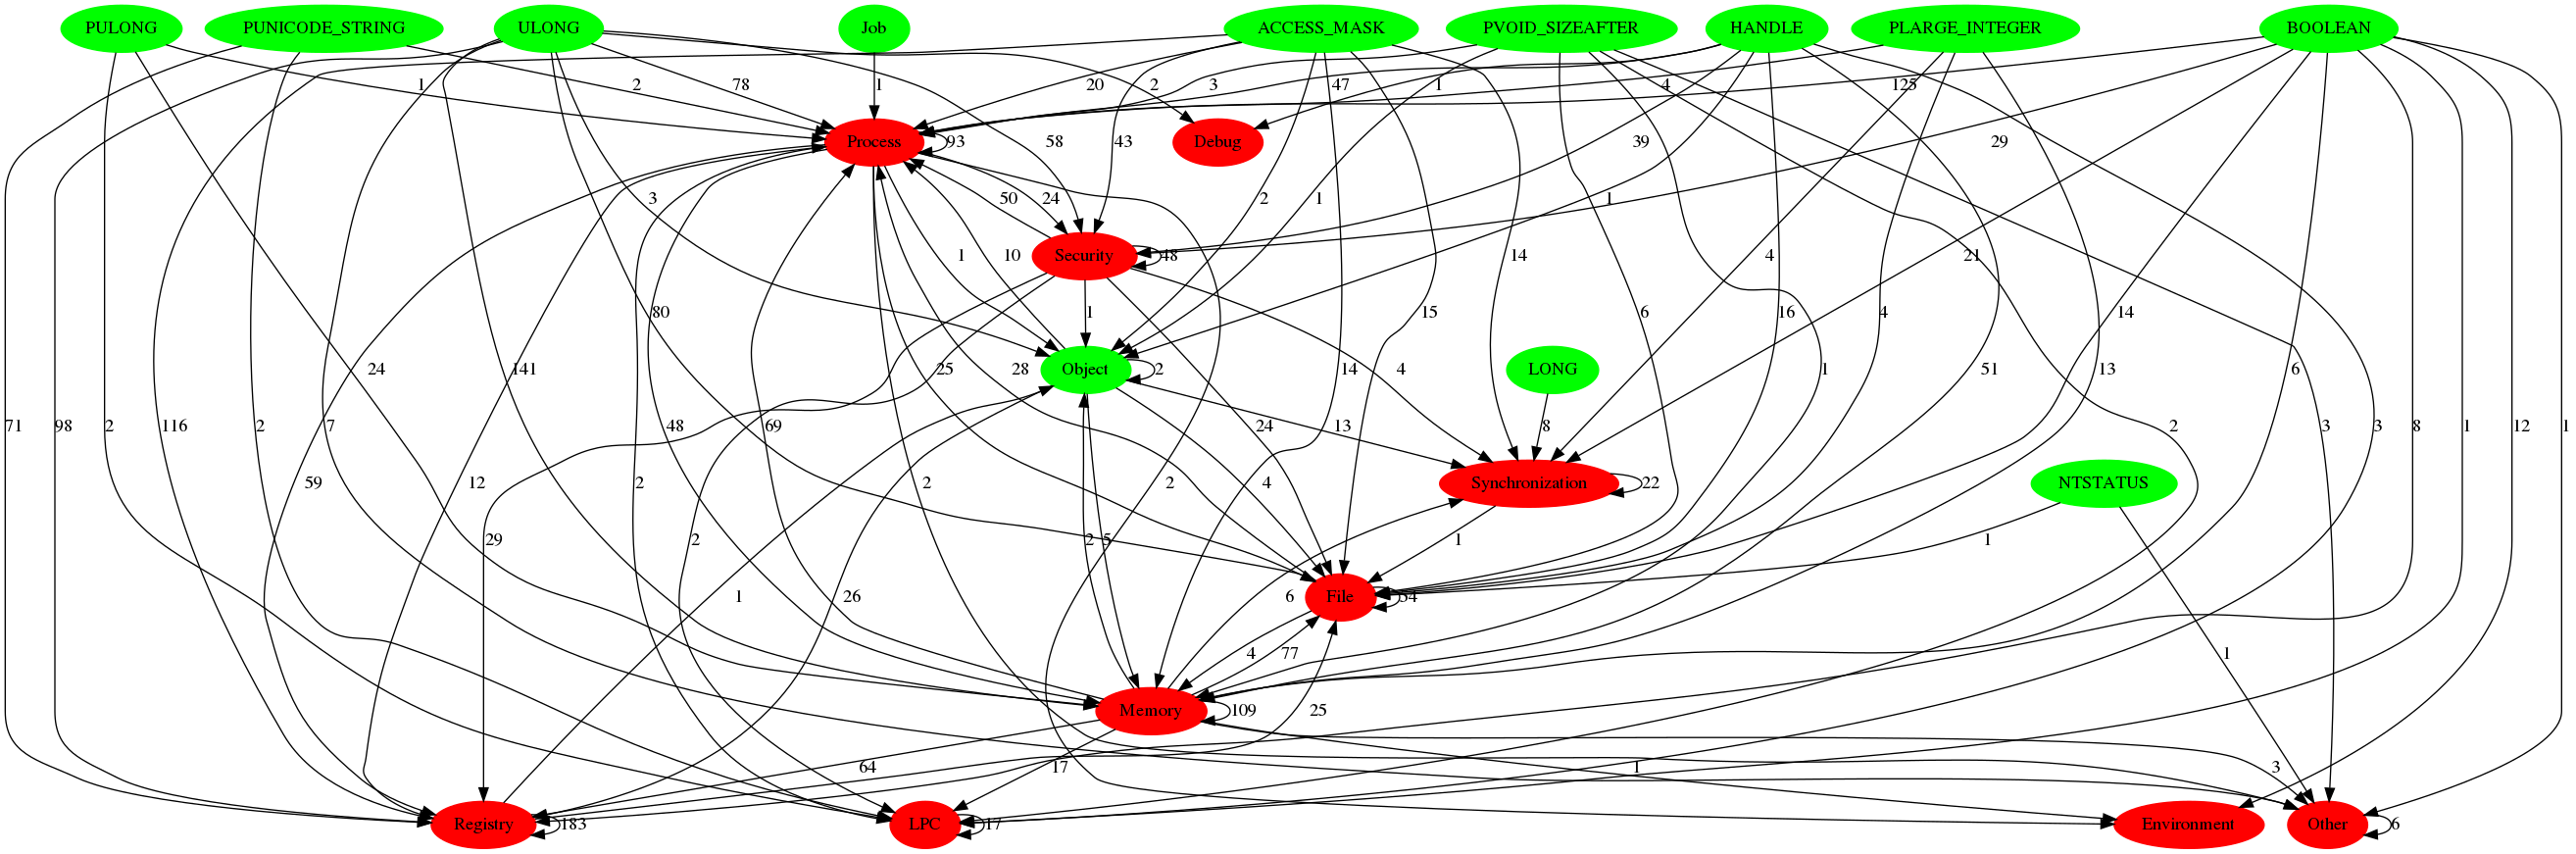 PULONG PUNICODE_STRING ULONG Job ACCESS_MASK PVOID_SIZEAFTER HANDLE PLARGE_INTEGER BOOLEAN
1 2 78 1 2 20 3 47 1 4 125
Process 93 58 43 Debug 39 29
3 50 24 2 1 1
1 10 Security 48 14 4 21
80 1 15 6 16 4 14
24 141 25 28 Object 2 4 14 LONG 1 51 13 6
71 98 2 116 2 7 48 69 24 13 8 2 3 3 8 1 12 1
59 12 2 2 4 2 Synchronization 22 NTSTATUS
29 2 2 5 1 1
1 26 6 File 54
4 77 1
Memory 109 25
64 17 1 3
Registry 183 LPC 17 Environment Other 6